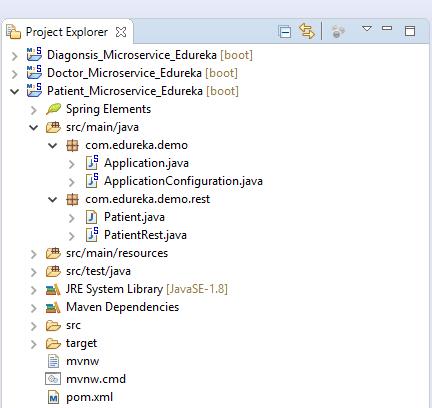 Project Explorer
Diagonsis_Microservice_Edureka [boot]
Doctor_Microservice_Edureka [boot]
Patient_Microservice_Edureka [boot]
Spring Elements
src/main/java
com.edureka.demo
Application.java
ApplicationConfiguration.java
com.edureka.demo.rest
Patient.java
PatientRest.java
src/main/resources
src/test/java
JRE System Library [JavaSE-1.8]
Maven Dependencies
src
target
mvnw
mvnw.cmd
pom.xml